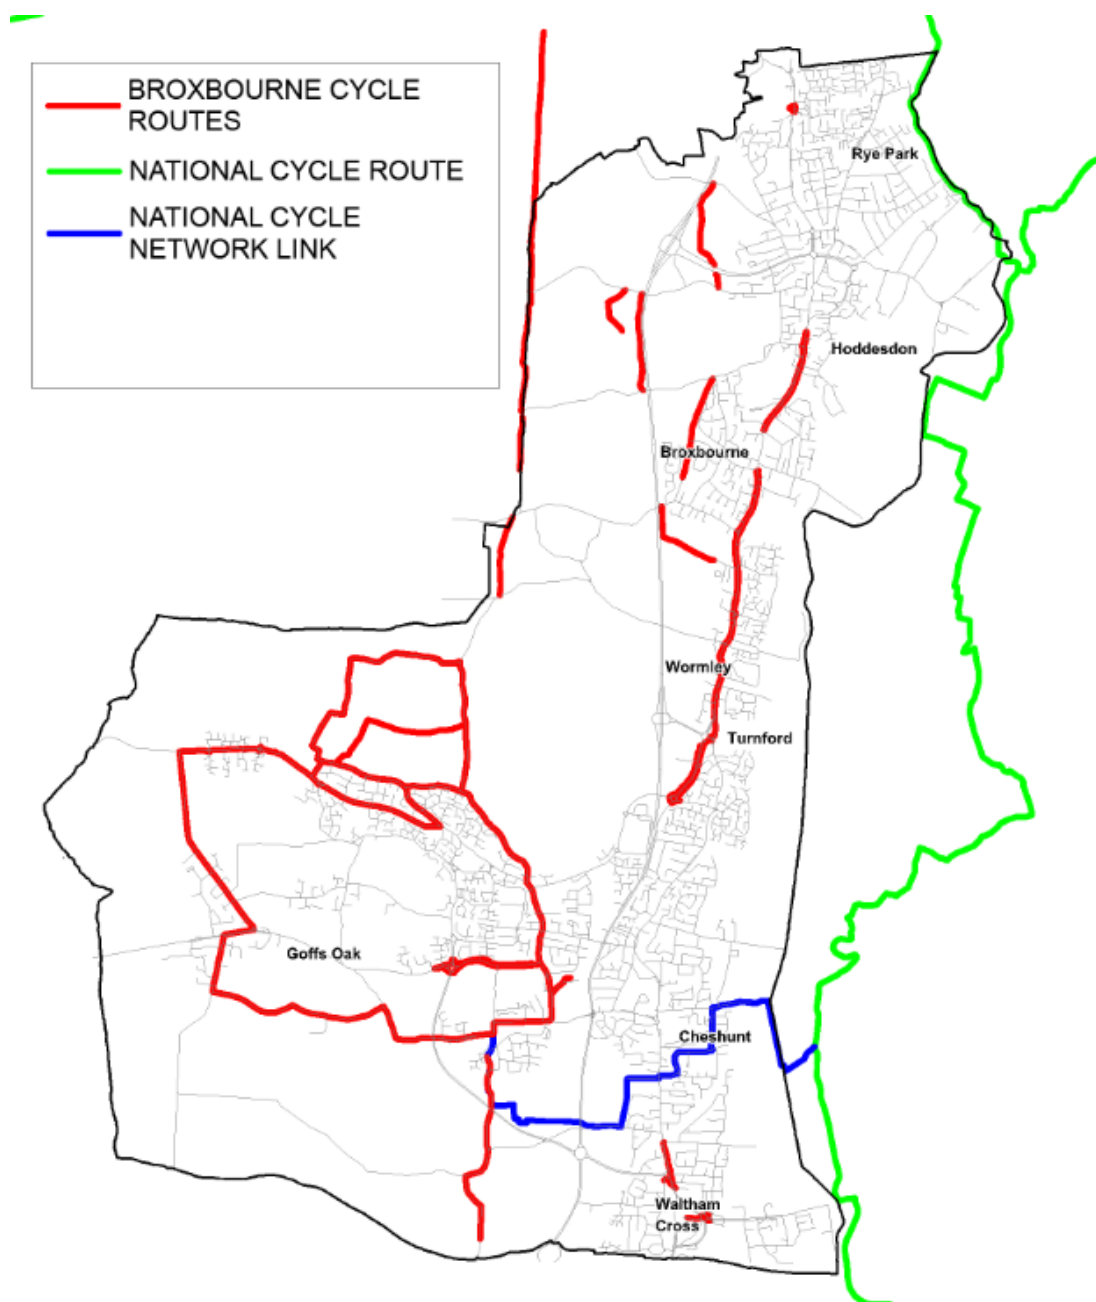 BROXBOURNE CYCLE
ROUTES
NATIONAL CYCLE ROUTE
NATIONAL CYCLE
NETWORK LINK
Rye Park
Hoddesdon
Broxbourne
Wormley
Turnford
Goffs Oak
Cheshunt
Waltham
Cross